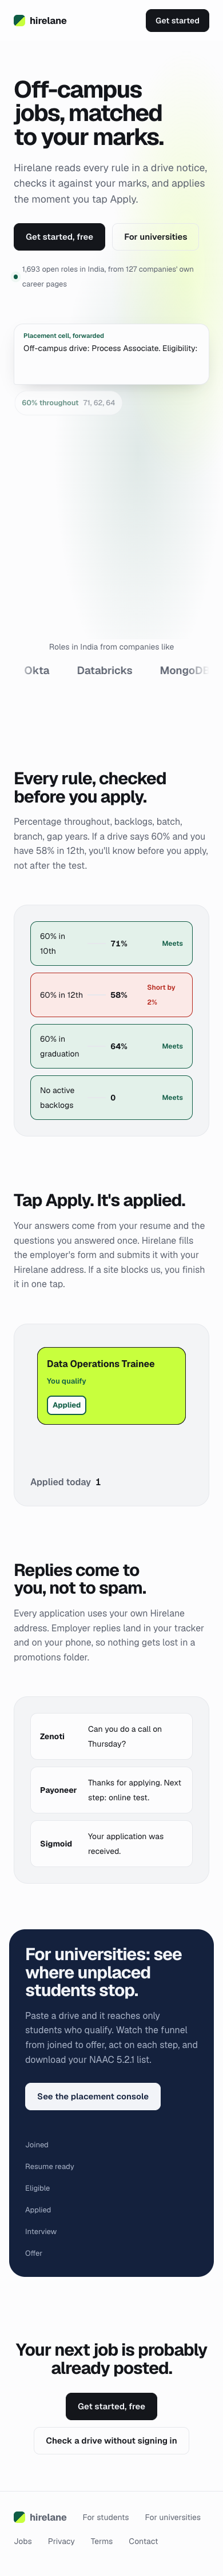 hirelane
Get started
Off-campus
jobs, matched
to your marks.
Hirelane reads every rule in a drive notice,
checks it against your marks, and applies
the moment you tap Apply.
Get started, free
For universities
1,693 open roles in India, from 127 companies' own
career pages
Placement cell, forwarded
Off-campus drive: Process Associate. Eligibility:
60% throughout 71, 62, 64
Roles in India from companies like
Okta Databricks MongoDB
Every rule, checked
before you apply.
Percentage throughout, backlogs, batch,
branch, gap years. If a drive says 60% and you
have 58% in 12th, you'll know before you apply,
not after the test.
60% in
10th
71%
Meets
60% in 12th
58%
Short by
2%
60% in
graduation
64%
Meets
No active
backlogs
0
Meets
Tap Apply. It's applied.
Your answers come from your resume and the
questions you answered once. Hirelane fills
the employer's form and submits it with your
Hirelane address. If a site blocks us, you finish
it in one tap.
Data Operations Trainee
You qualify
Applied
Applied today 1
Replies come to
you, not to spam.
Every application uses your own Hirelane
address. Employer replies land in your tracker
and on your phone, so nothing gets lost in a
promotions folder.
Zenoti
Can you do a call on
Thursday?
Payoneer
Thanks for applying. Next
step: online test.
Sigmoid
Your application was
received.
For universities: see
where unplaced
students stop.
Paste a drive and it reaches only
students who qualify. Watch the funnel
from joined to offer, act on each step, and
download your NAAC 5.2.1 list.
See the placement console
Joined
Resume ready
Eligible
Applied
Interview
Offer
Your next job is probably
already posted.
Get started, free
Check a drive without signing in
hirelane
For students
For universities
Jobs
Privacy
Terms
Contact